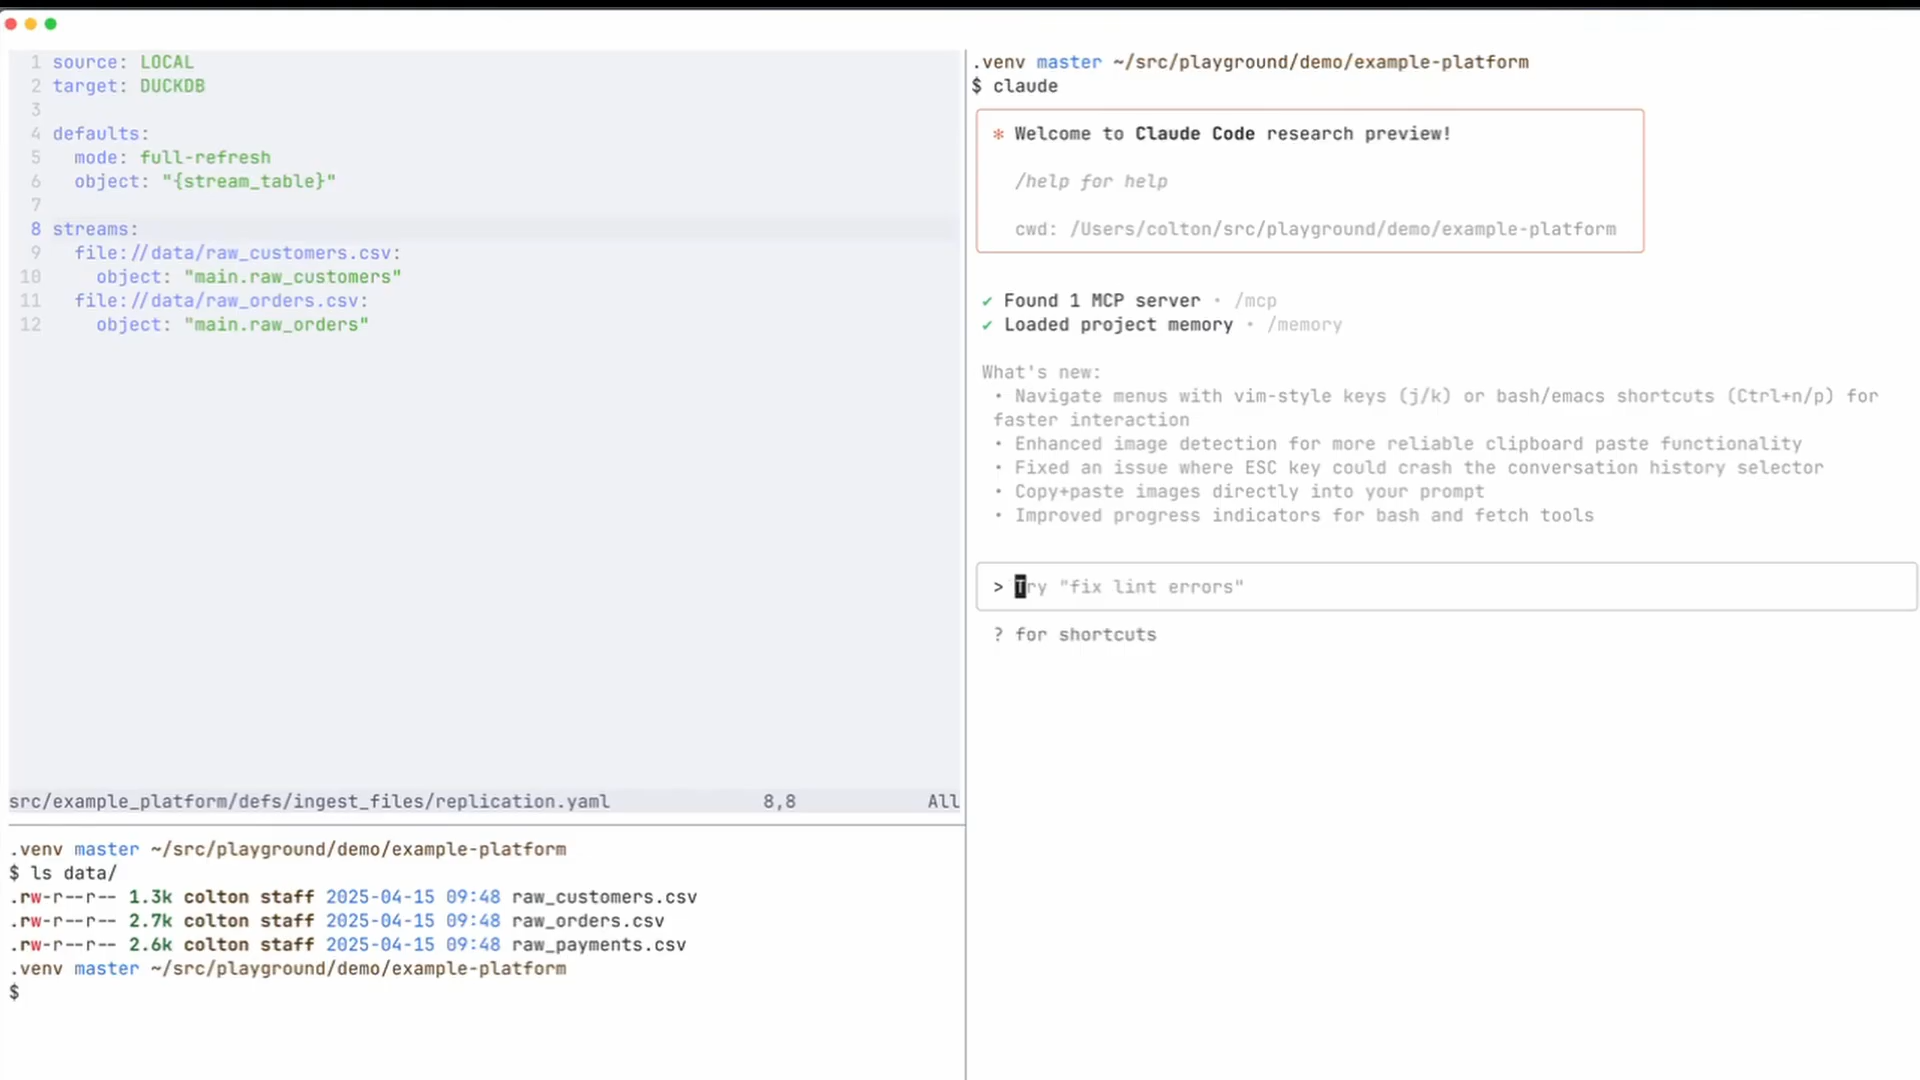 1 source: LOCAL
2 target: DUCKDB
3
4 defaults:
5   mode: full-refresh
6   object: "{stream_table}"
7
8 streams:
9   file://data/raw_customers.csv:
10     object: "main.raw_customers"
11   file://data/raw_orders.csv:
12     object: "main.raw_orders"
src/example_platform/defs/ingest_files/replication.yaml 8,8 All
.venv master ~/src/playground/demo/example-platform
$ ls data/
.rw-r--r-- 1.3k colton staff 2025-04-15 09:48 raw_customers.csv
.rw-r--r-- 2.7k colton staff 2025-04-15 09:48 raw_orders.csv
.rw-r--r-- 2.6k colton staff 2025-04-15 09:48 raw_payments.csv
.venv master ~/src/playground/demo/example-platform
$
.venv master ~/src/playground/demo/example-platform
$ claude
* Welcome to Claude Code research preview!
/help for help
cwd: /Users/colton/src/playground/demo/example-platform
✔ Found 1 MCP server • /mcp
✔ Loaded project memory • /memory
What's new:
• Navigate menus with vim-style keys (j/k) or bash/emacs shortcuts (Ctrl+n/p) for
faster interaction
• Enhanced image detection for more reliable clipboard paste functionality
• Fixed an issue where ESC key could crash the conversation history selector
• Copy+paste images directly into your prompt
• Improved progress indicators for bash and fetch tools
> Try "fix lint errors"
? for shortcuts